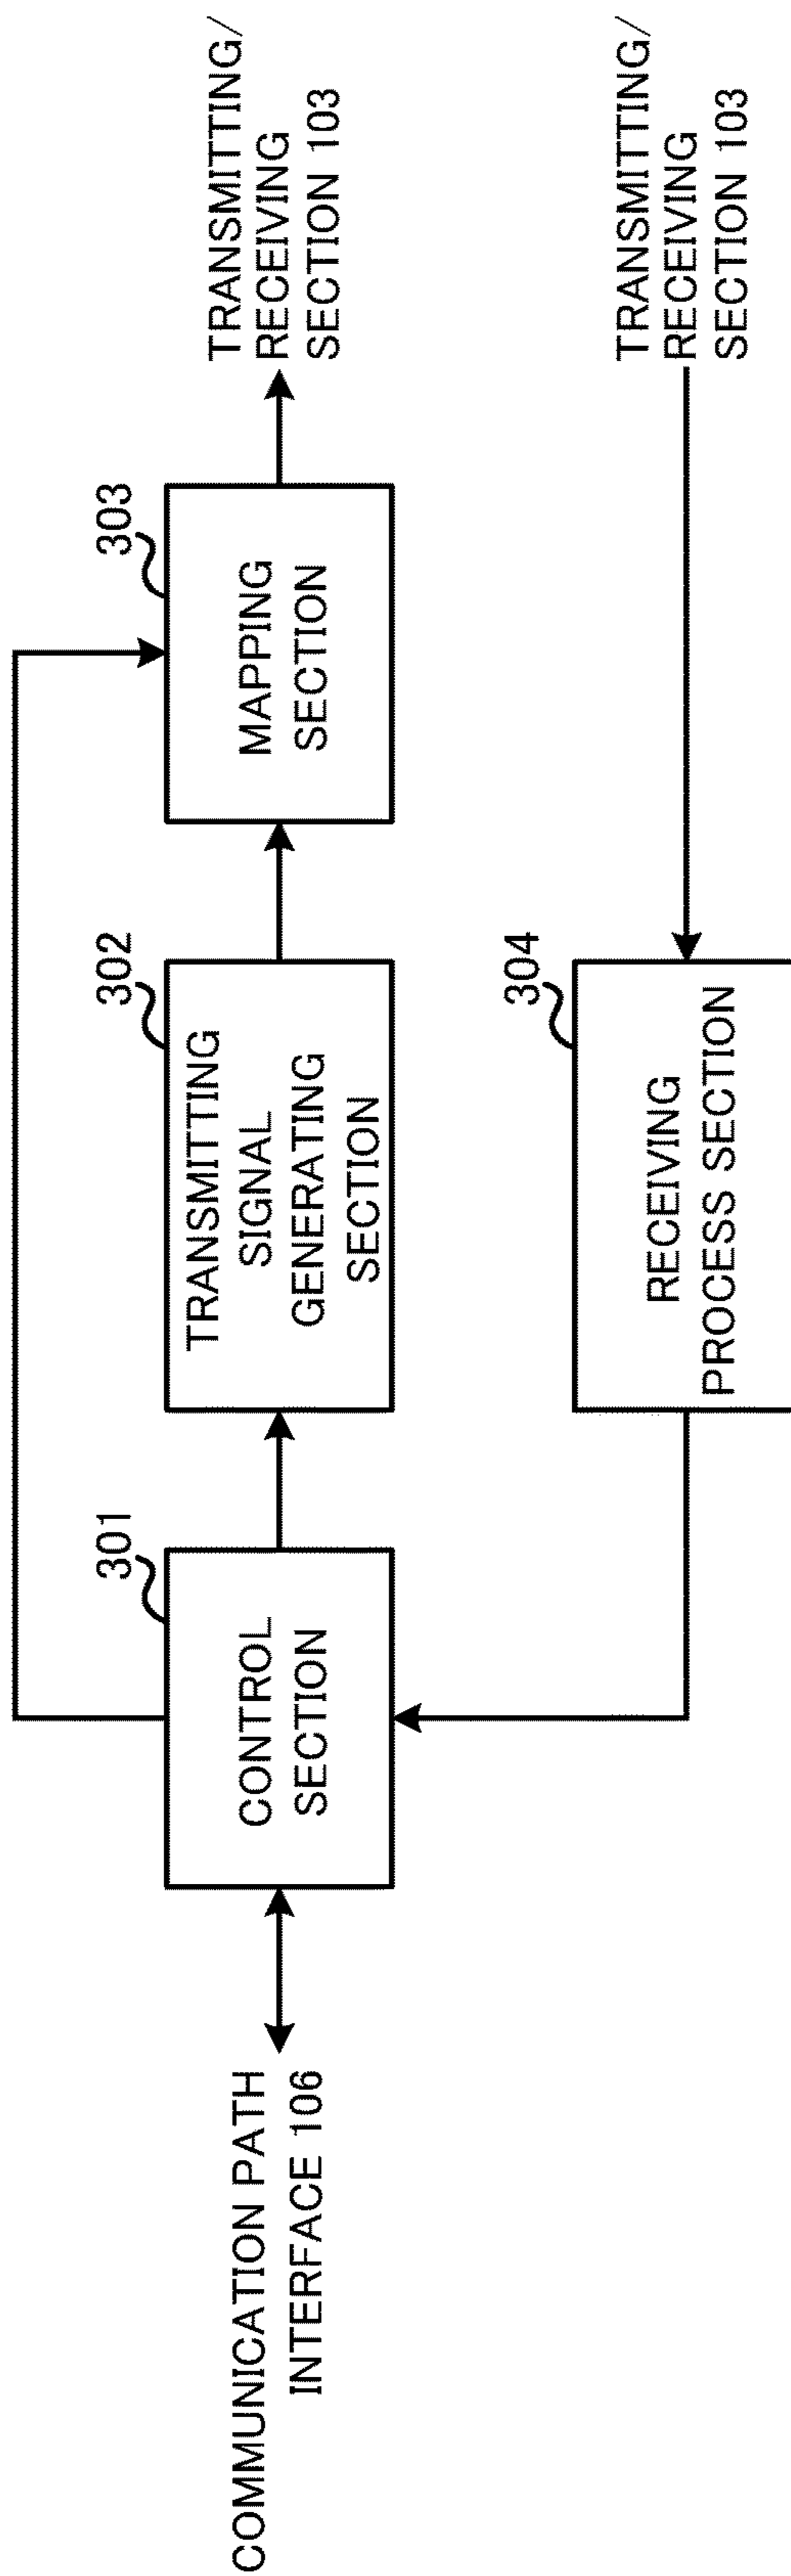 COMMUNICATION PATH
INTERFACE 106
301
CONTROL
SECTION
302
TRANSMITTING
SIGNAL
GENERATING
SECTION
303
MAPPING
SECTION
TRANSMITTING/
RECEIVING
SECTION 103
304
RECEIVING
PROCESS SECTION
TRANSMITTING/
RECEIVING
SECTION 103